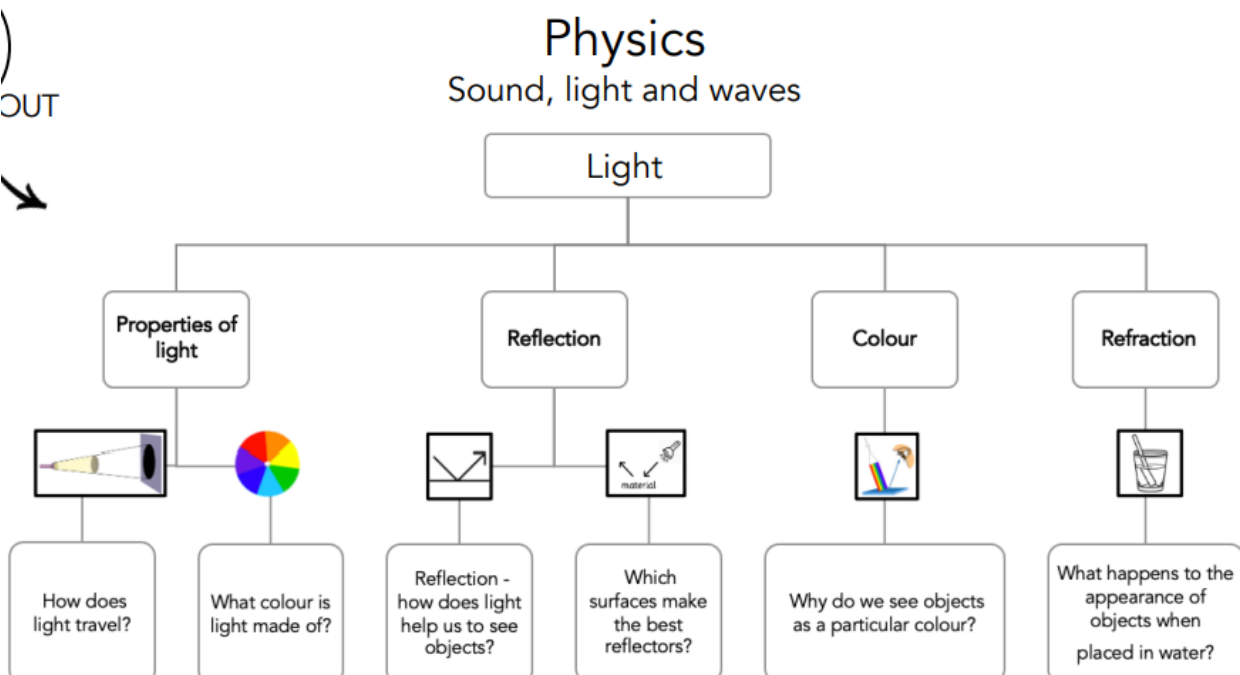 Physics
Sound, light and waves
OUT
Light
Properties of
light
Reflection
Colour
Refraction
material
How does
light travel?
What colour is
light made of?
Reflection -
how does light
help us to see
objects?
Which
surfaces make
the best
reflectors?
Why do we see objects
as a particular colour?
What happens to the
appearance of
objects when
placed in water?